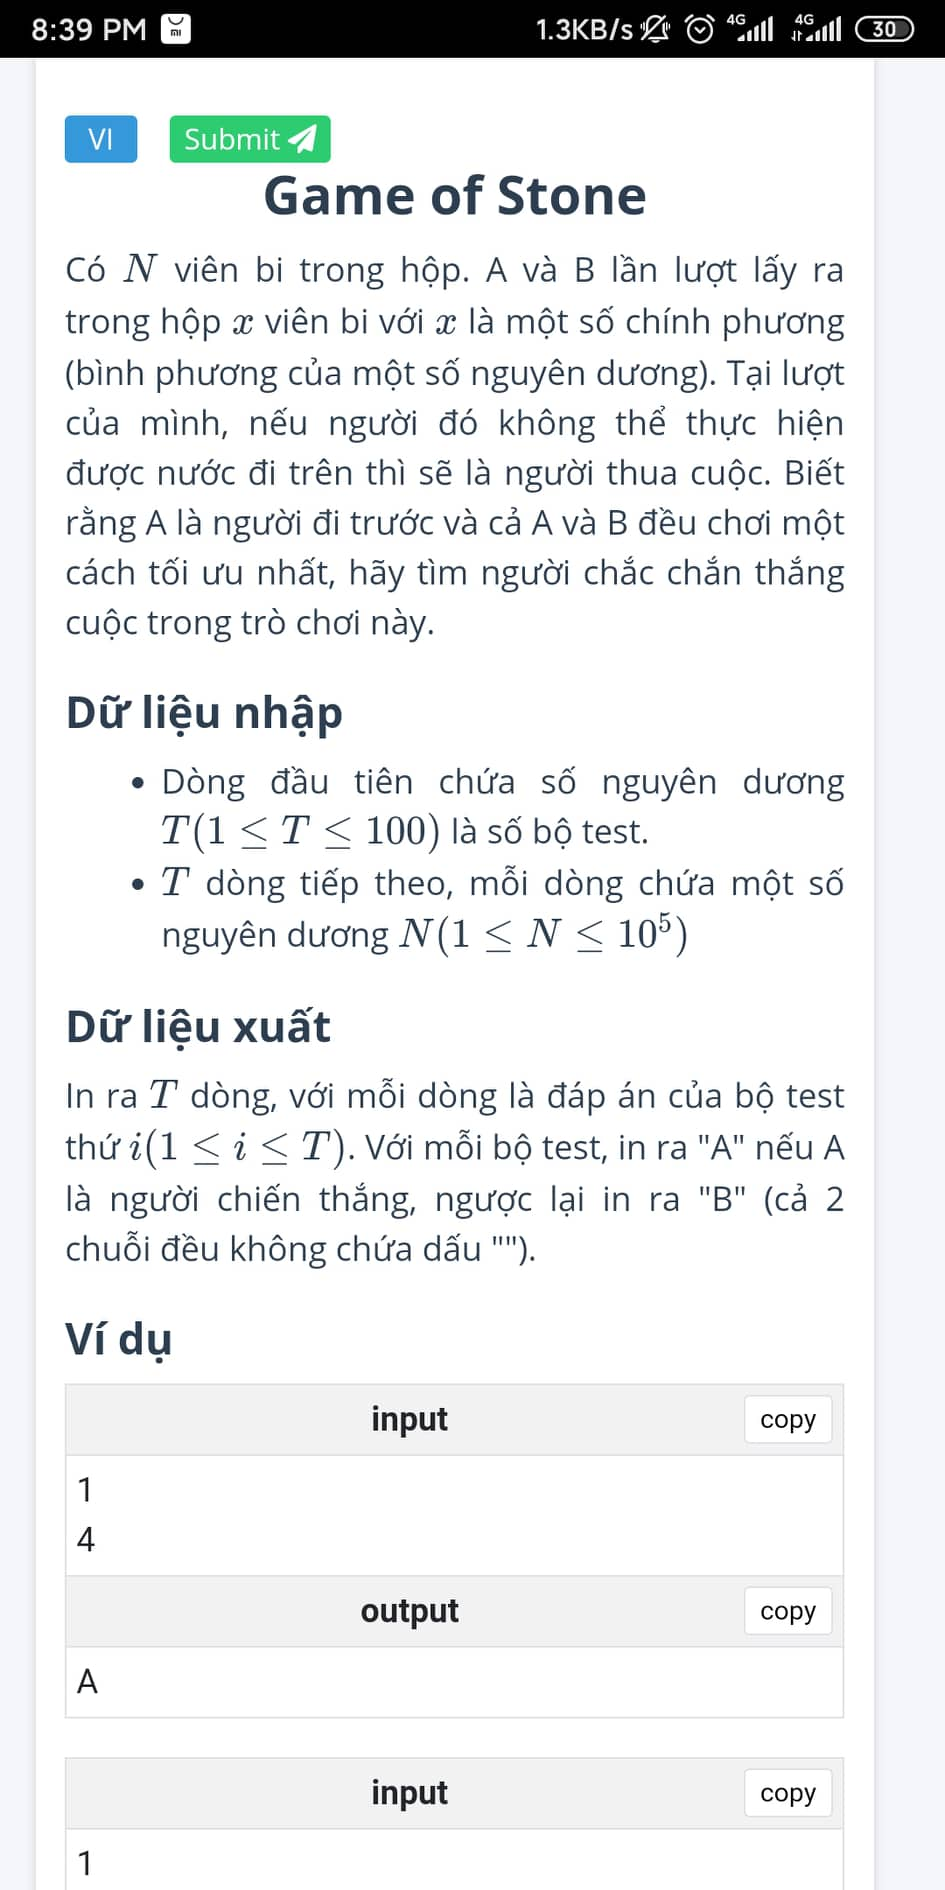 8:39 PM
1.3KB/s 4G 4G 30
VI Submit
Game of Stone
Có N viên bi trong hộp. A và B lần lượt lấy ra
trong hộp x viên bi với x là một số chính phương
(bình phương của một số nguyên dương). Tại lượt
của mình, nếu người đó không thể thực hiện
được nước đi trên thì sẽ là người thua cuộc. Biết
rằng A là người đi trước và cả A và B đều chơi một
cách tối ưu nhất, hãy tìm người chắc chắn thắng
cuộc trong trò chơi này.
Dữ liệu nhập
• Dòng đầu tiên chứa số nguyên dương
T(1 ≤ T ≤ 100) là số bộ test.
• T dòng tiếp theo, mỗi dòng chứa một số
nguyên dương N(1 ≤ N ≤ 10⁵)
Dữ liệu xuất
In ra T dòng, với mỗi dòng là đáp án của bộ test
thứ i(1 ≤ i ≤ T). Với mỗi bộ test, in ra "A" nếu A
là người chiến thắng, ngược lại in ra "B" (cả 2
chuỗi đều không chứa dấu "").
Ví dụ
input copy
1
4
output copy
A
input copy
1